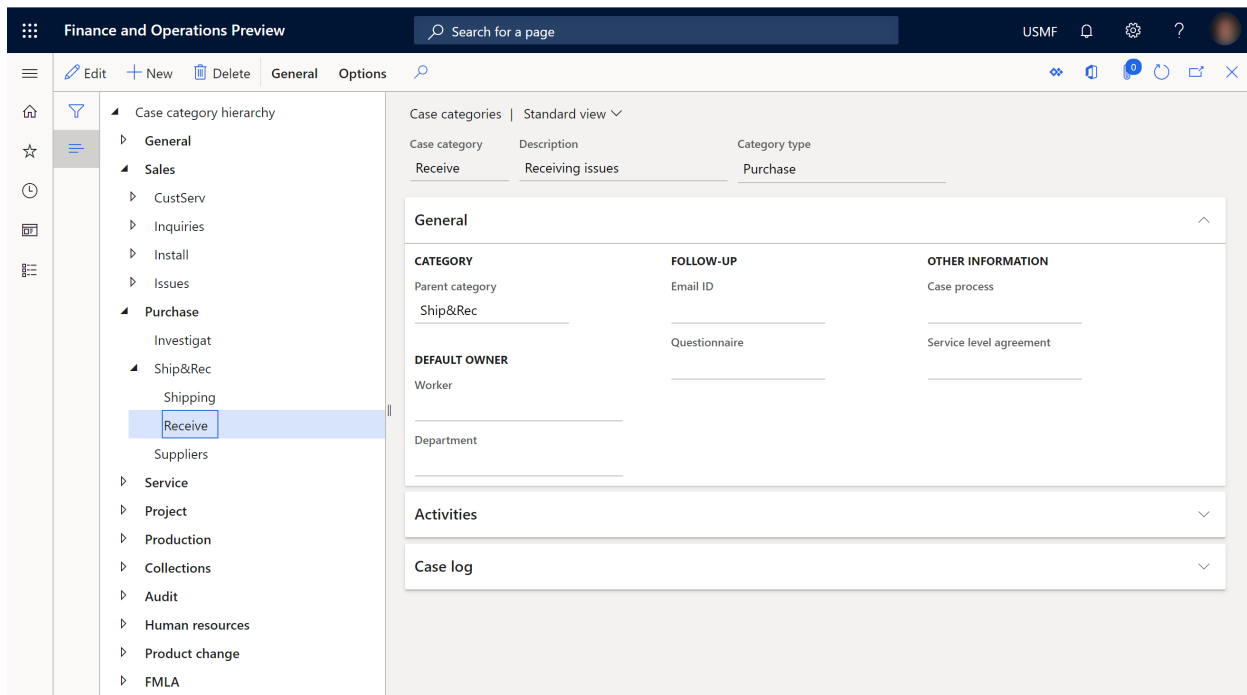 Finance and Operations Preview
Search for a page
USMF
Edit
New
Delete
General
Options
0
Case category hierarchy
General
Sales
CustServ
Inquiries
Install
Issues
Purchase
Investigat
Ship&Rec
Shipping
Receive
Suppliers
Service
Project
Production
Collections
Audit
Human resources
Product change
FMLA
Case categories | Standard view
Case category Description Category type
Receive Receiving issues Purchase
General
CATEGORY FOLLOW-UP OTHER INFORMATION
Parent category Email ID Case process
Ship&Rec
Questionnaire Service level agreement
DEFAULT OWNER
Worker
Department
Activities
Case log